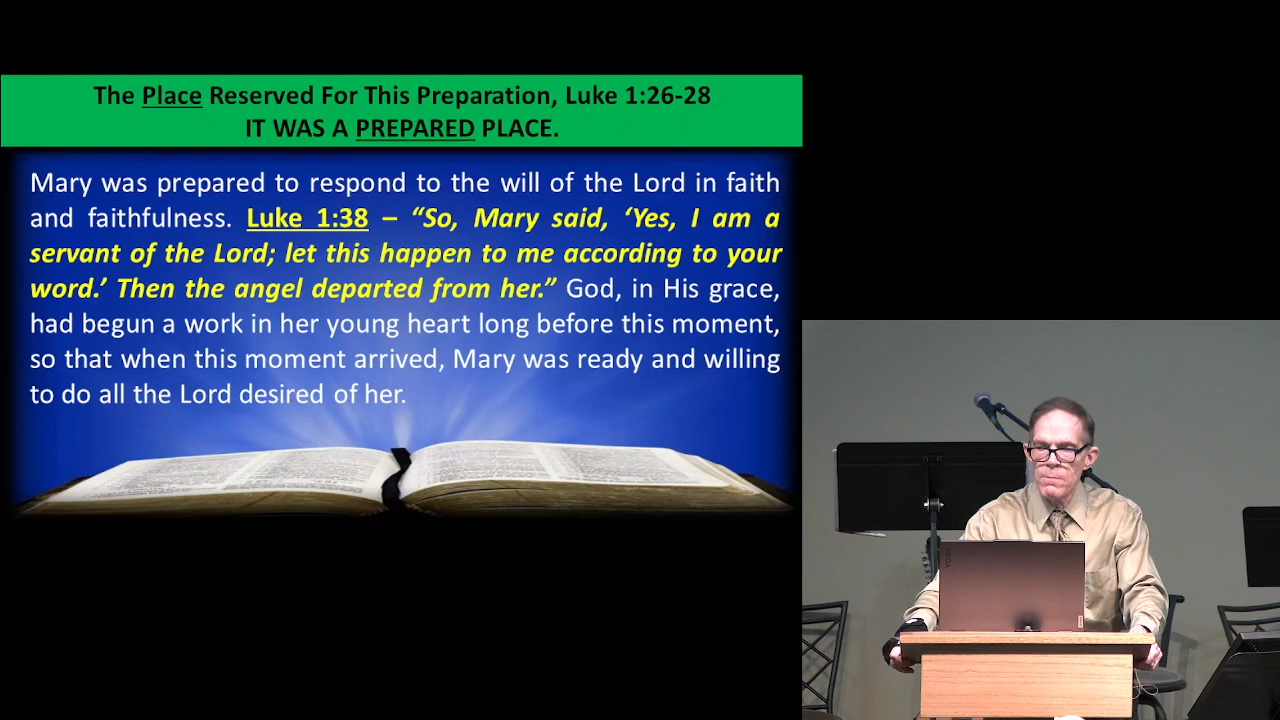 The Place Reserved For This Preparation, Luke 1:26-28
IT WAS A PREPARED PLACE.
Mary was prepared to respond to the will of the Lord in faith
and faithfulness. Luke 1:38 – “So, Mary said, ‘Yes, I am a
servant of the Lord; let this happen to me according to your
word.’ Then the angel departed from her.” God, in His grace,
had begun a work in her young heart long before this moment,
so that when this moment arrived, Mary was ready and willing
to do all the Lord desired of her.